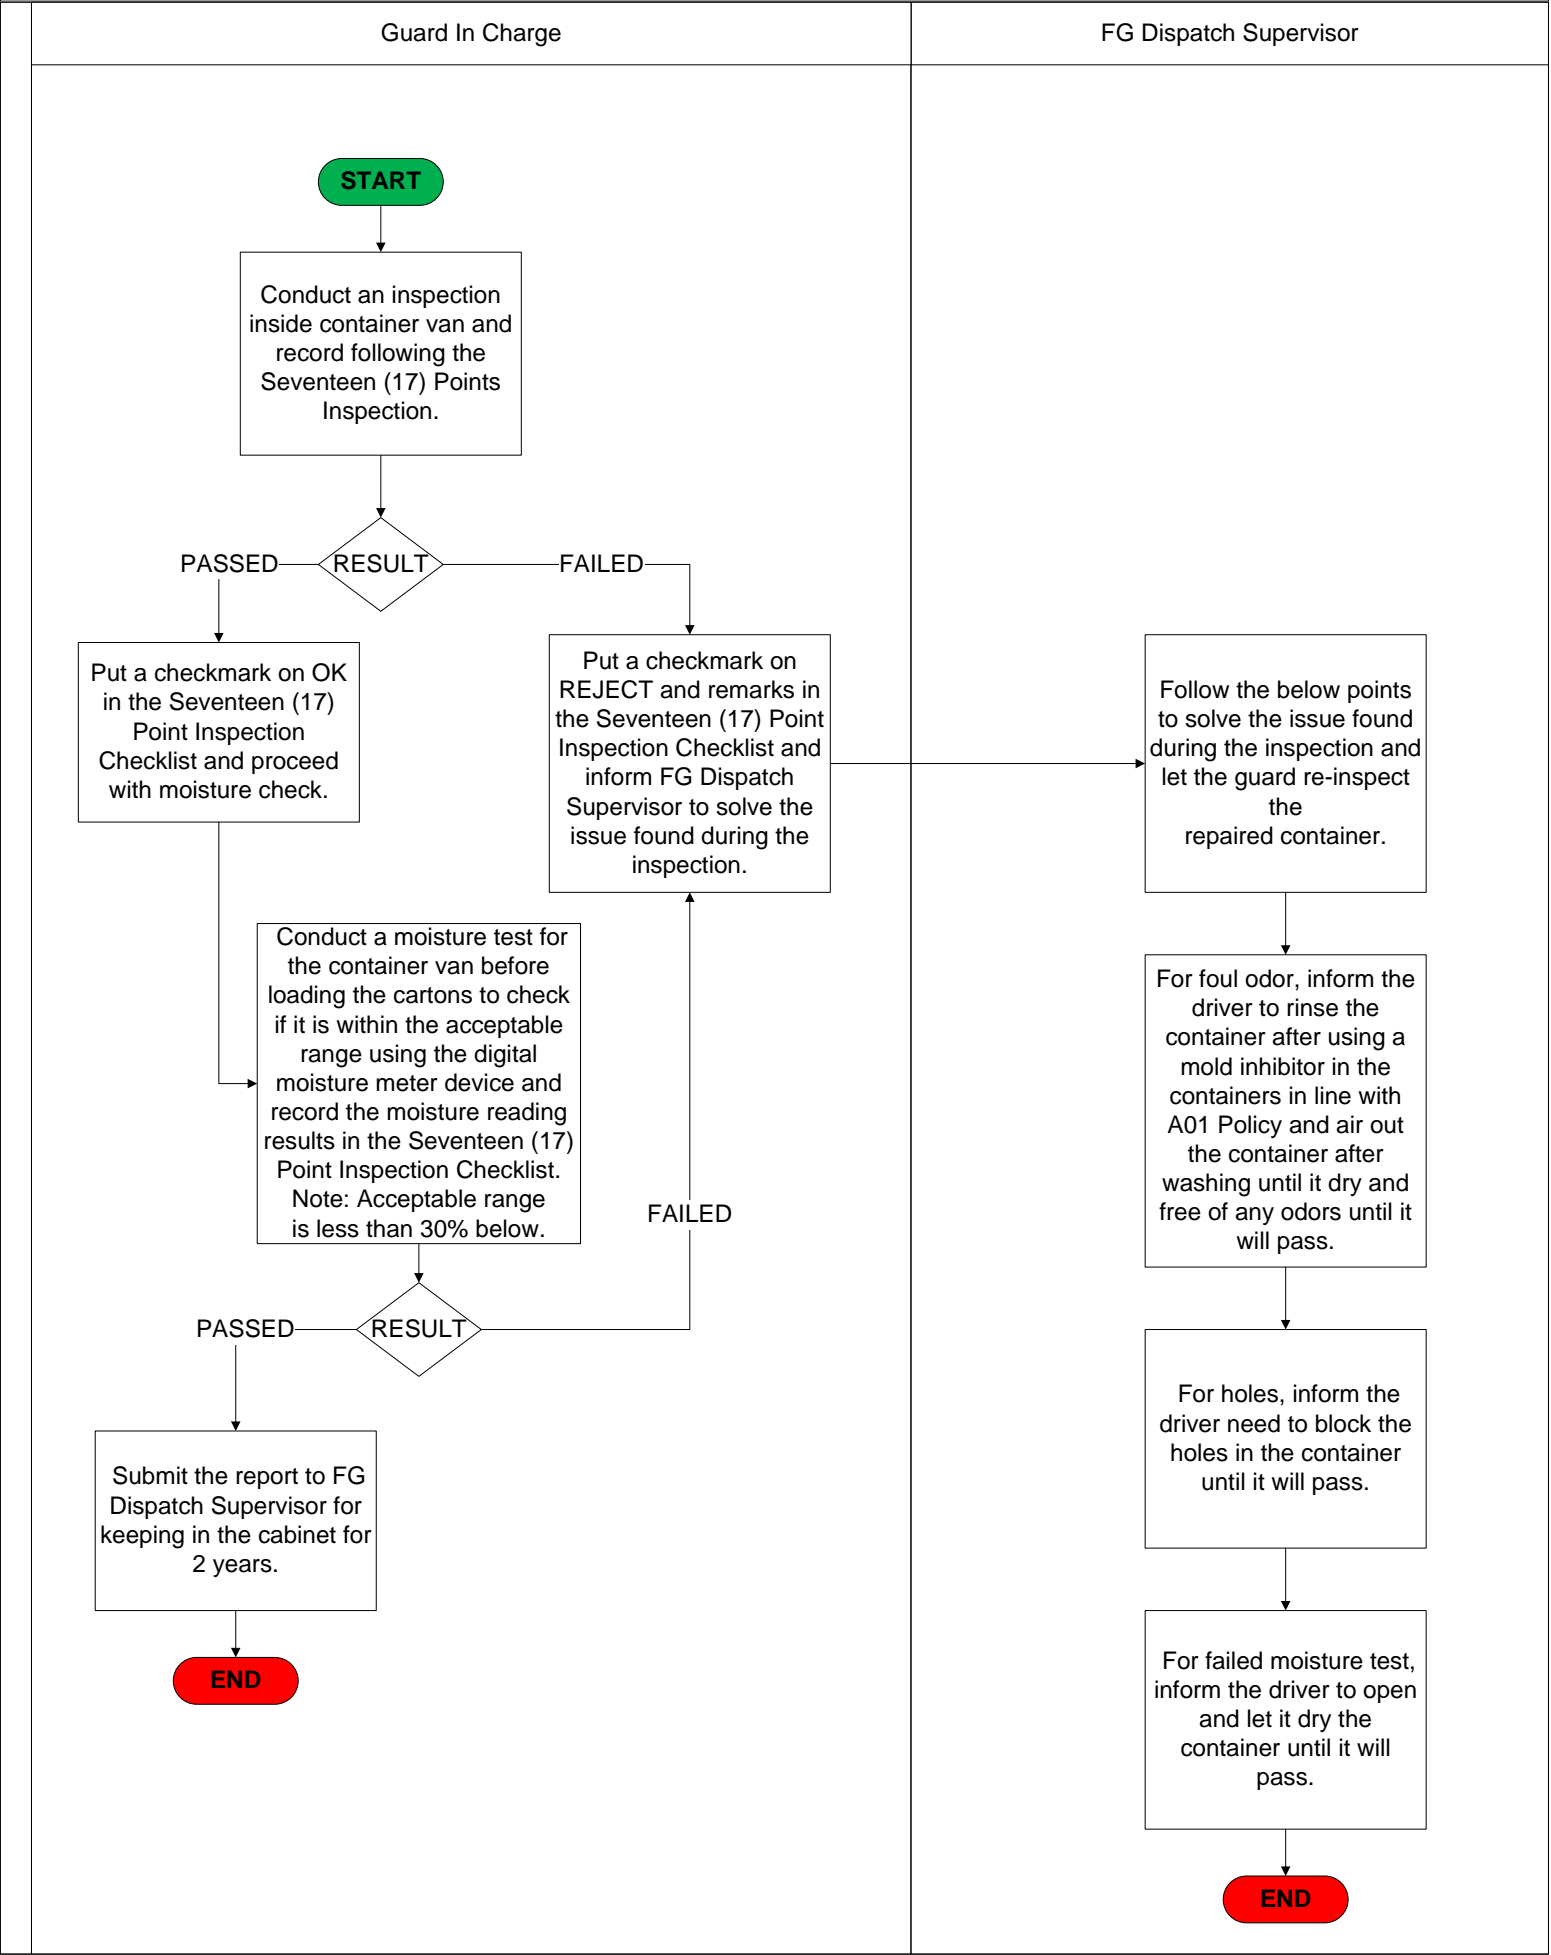 Guard In Charge
FG Dispatch Supervisor
START
Conduct an inspection
inside container van and
record following the
Seventeen (17) Points
Inspection.
RESULT
PASSED
FAILED
Put a checkmark on OK
in the Seventeen (17)
Point Inspection
Checklist and proceed
with moisture check.
Put a checkmark on
REJECT and remarks in
the Seventeen (17) Point
Inspection Checklist and
inform FG Dispatch
Supervisor to solve the
issue found during the
inspection.
Conduct a moisture test for
the container van before
loading the cartons to check
if it is within the acceptable
range using the digital
moisture meter device and
record the moisture reading
results in the Seventeen (17)
Point Inspection Checklist.
Note: Acceptable range
is less than 30% below.
FAILED
PASSED
RESULT
Submit the report to FG
Dispatch Supervisor for
keeping in the cabinet for
2 years.
END
Follow the below points
to solve the issue found
during the inspection and
let the guard re-inspect
the
repaired container.
For foul odor, inform the
driver to rinse the
container after using a
mold inhibitor in the
containers in line with
A01 Policy and air out
the container after
washing until it dry and
free of any odors until it
will pass.
For holes, inform the
driver need to block the
holes in the container
until it will pass.
For failed moisture test,
inform the driver to open
and let it dry the
container until it will
pass.
END